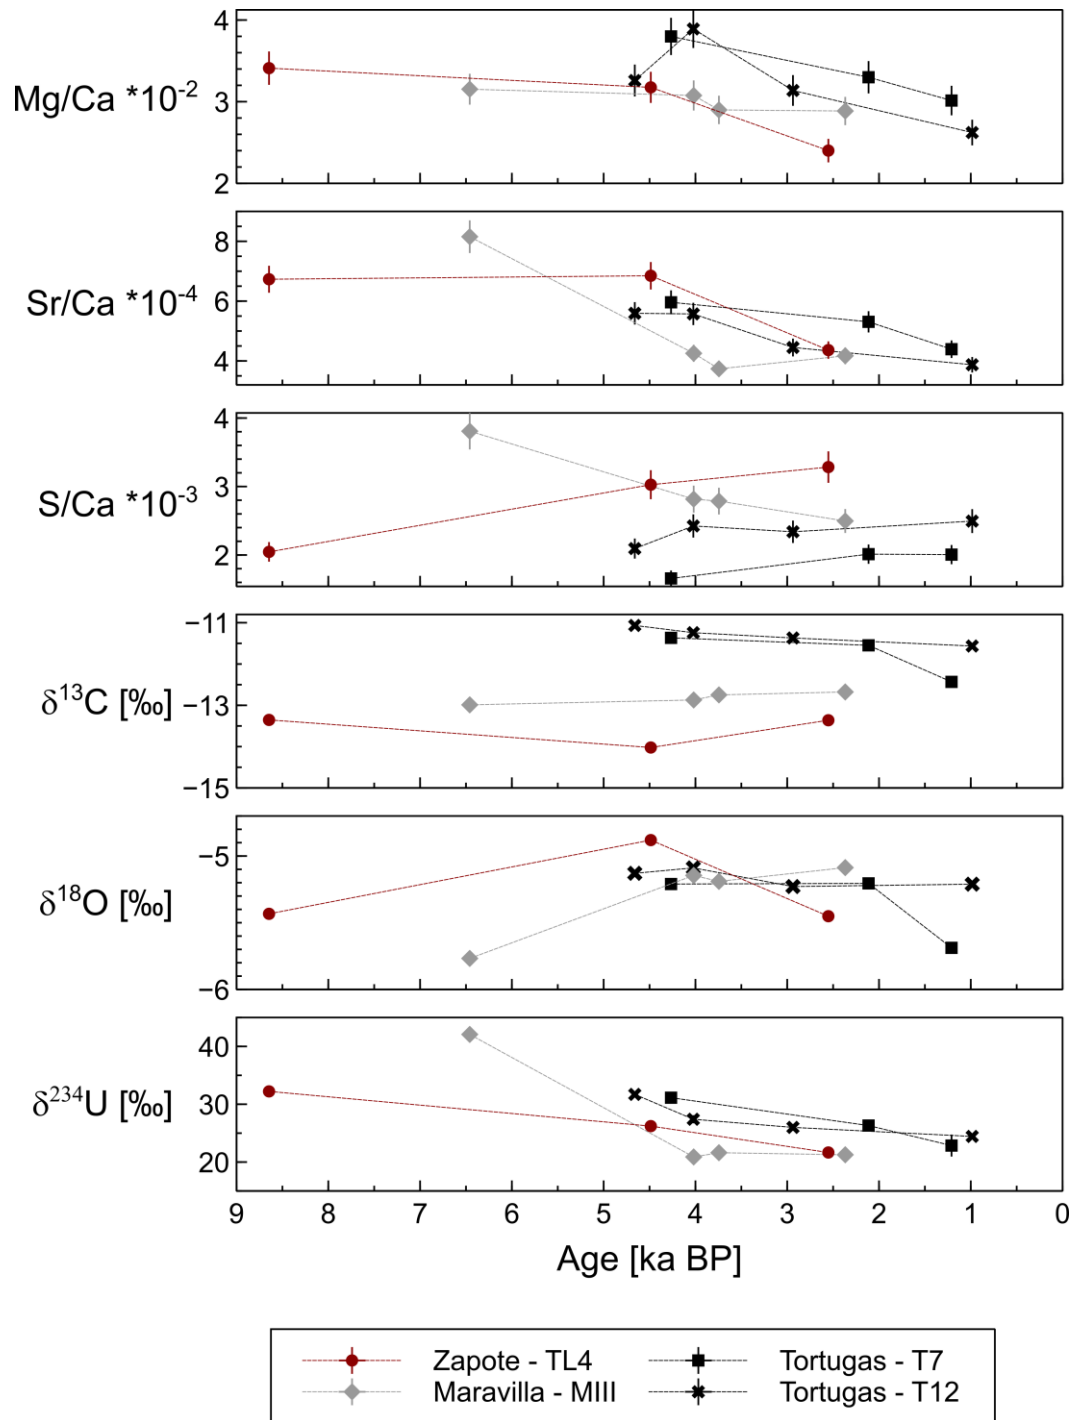 4
Mg/Ca *10-2
3
2
8
Sr/Ca *10-4
6
4
4
S/Ca *10-3
3
2
−11
δ13C [‰]
−13
−15
−5
δ18O [‰]
−6
40
δ234U [‰]
30
20
9 8 7 6 5 4 3 2 1 0
Age [ka BP]
Zapote - TL4 Tortugas - T7
Maravilla - MIII Tortugas - T12